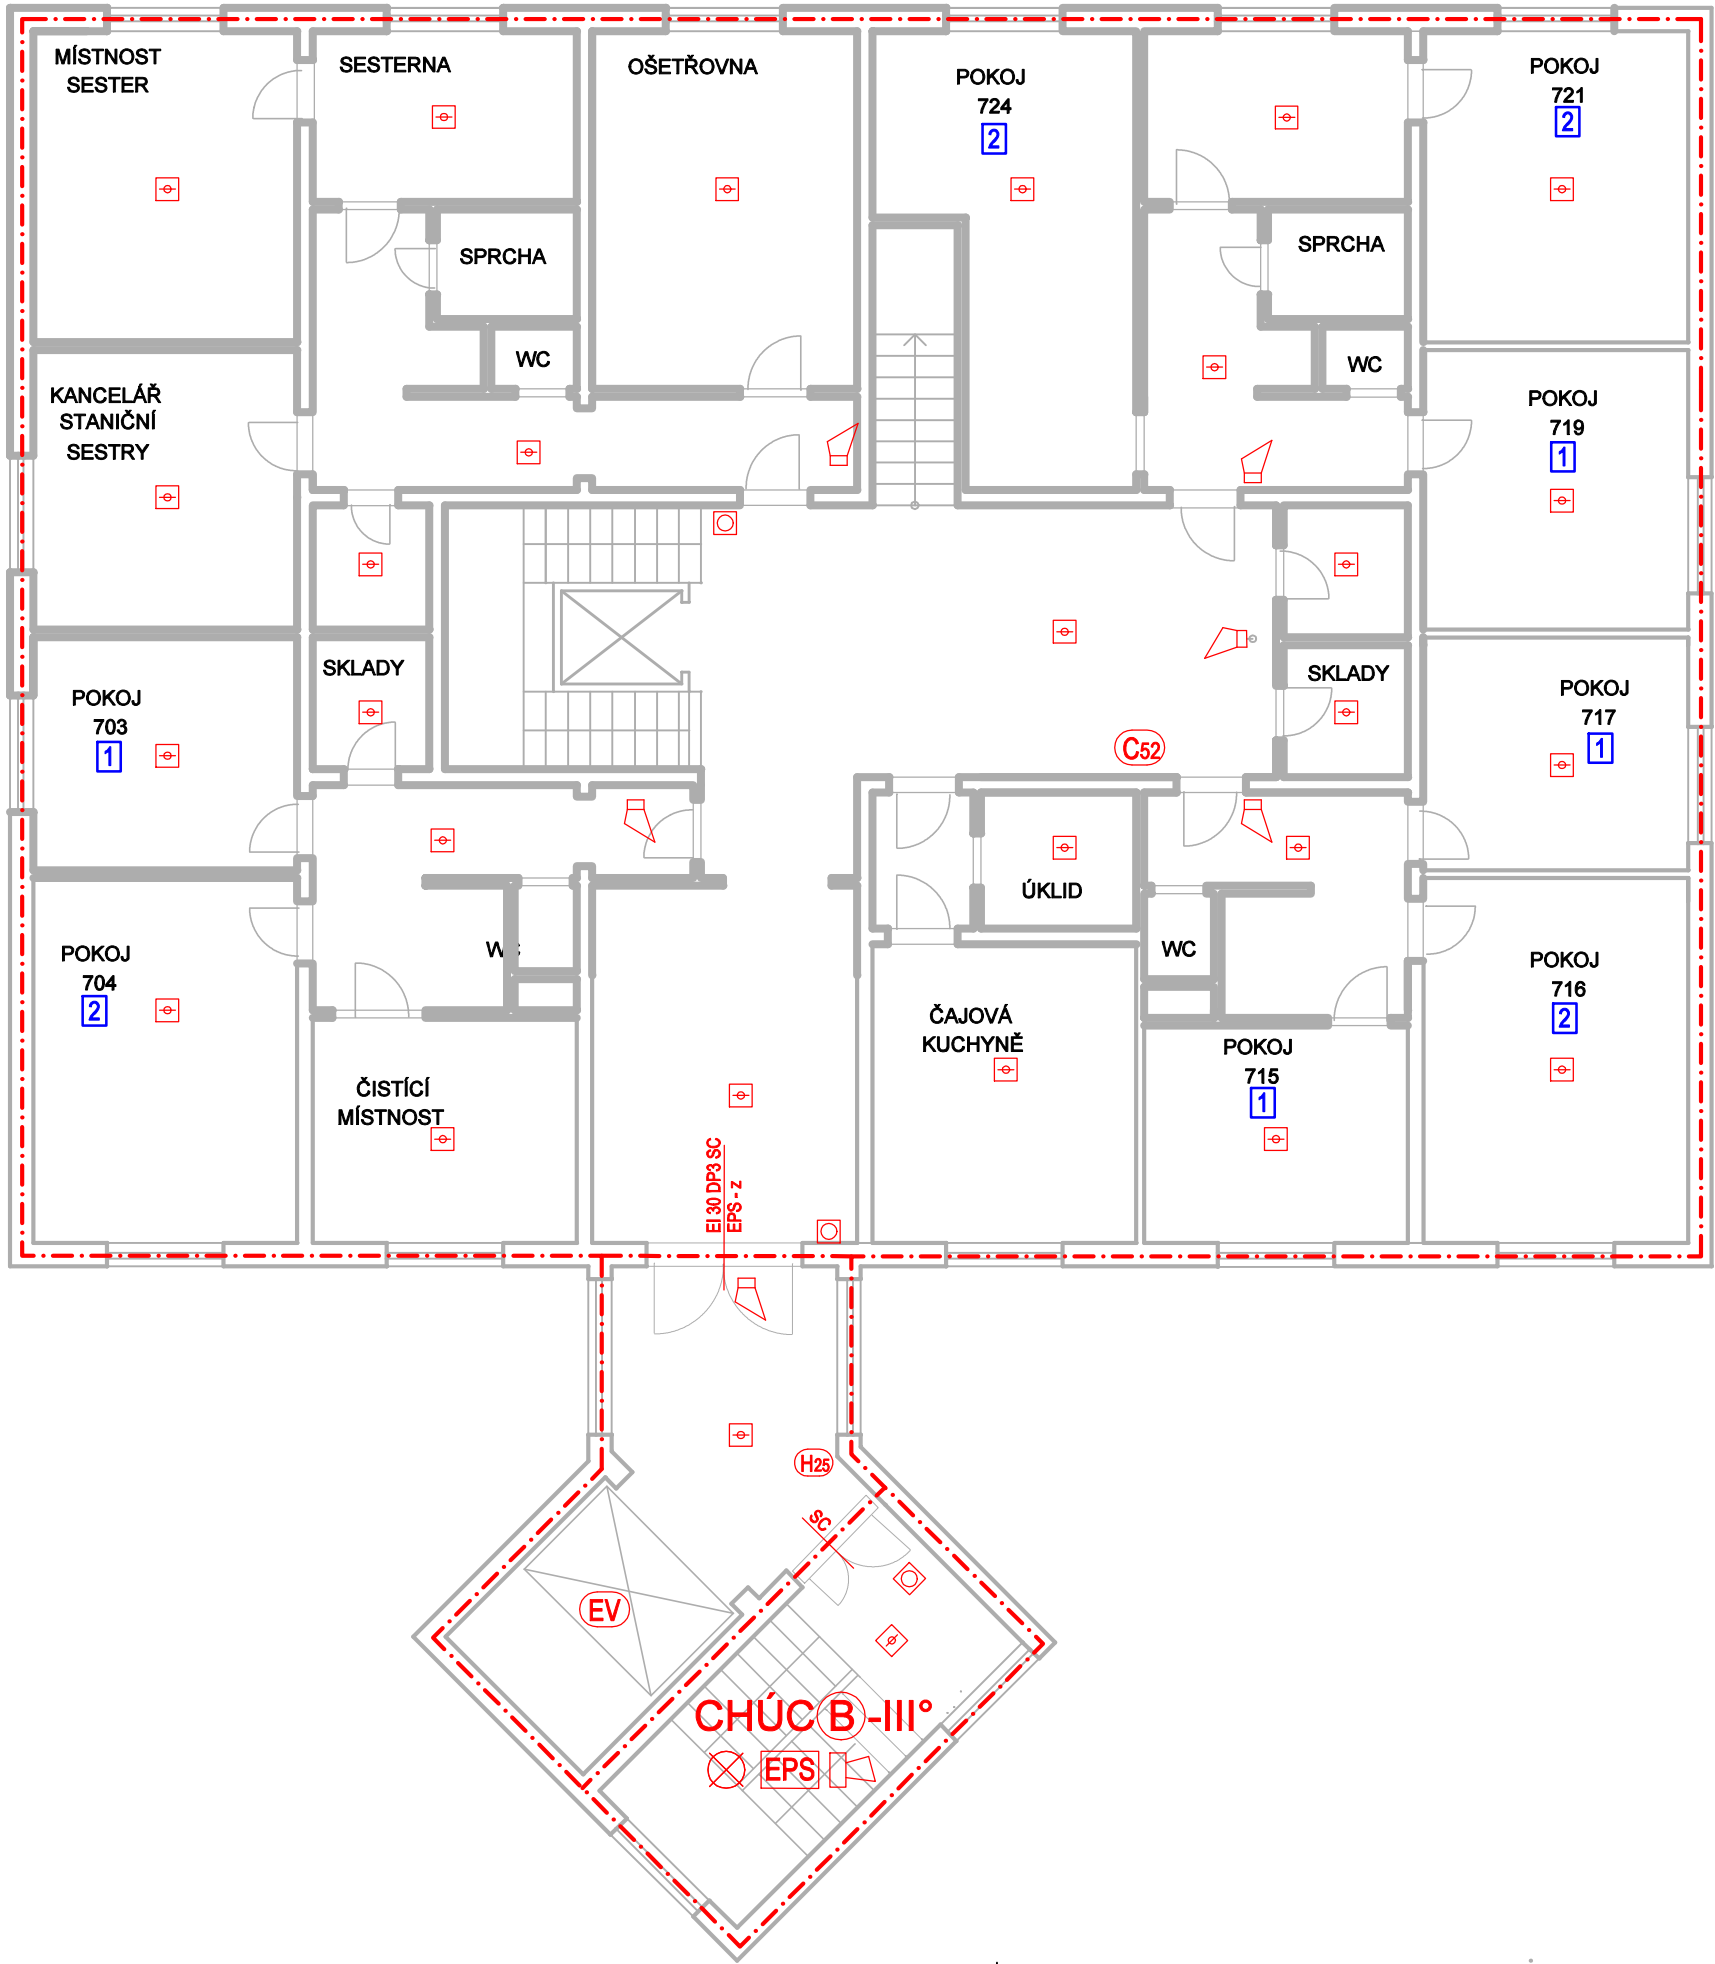 MÍSTNOST
SESTER
SESTERNA
OŠETŘOVNA
POKOJ
724
2
POKOJ
721
2
SPRCHA
SPRCHA
WC
WC
KANCELÁŘ
STANIČNÍ
SESTRY
POKOJ
719
1
SKLADY
SKLADY
POKOJ
703
1
POKOJ
717
1
C52
ÚKLID
WC
WC
POKOJ
704
2
POKOJ
716
2
ČAJOVÁ
KUCHYNĚ
POKOJ
715
1
ČISTÍCÍ
MÍSTNOST
EI 30 DP3 SC
EPS - z
H25
SC
EV
CHÚC B -III°
EPS